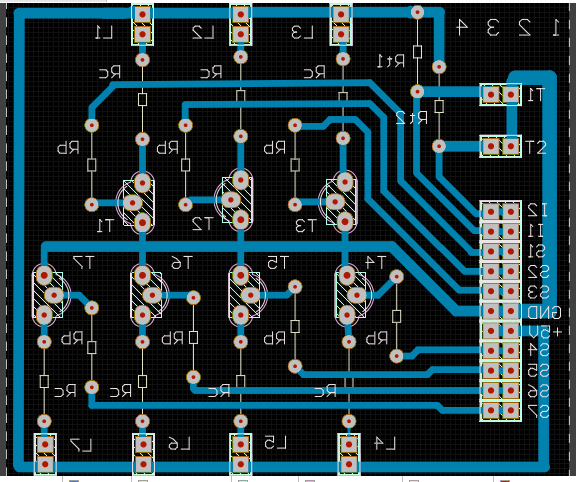 4 3 2 1
L1 L2 L3
Rt1
Rc Rc Rc
T1
Rt2
Rb Rb Rb T2
I2
T1 T2 T3
I1
S1
T7 T6 T5 T4
S2
S3
GND
+5V
Rb Rb Rb Rb
S4
S5
Rc Rc Rc
S6
S7
L7 L6 L5 L4